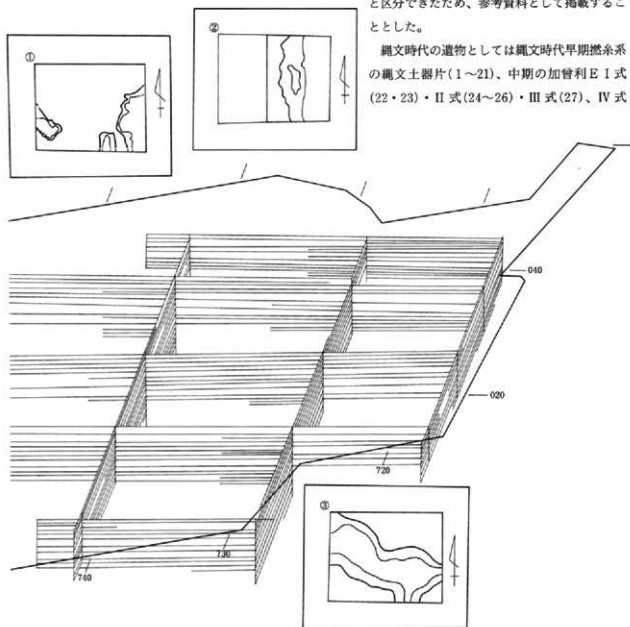 と区分できたため、参考資料として掲載するこ
ととした。
縄文時代の遺物としては縄文時代早期撚糸系
の縄文土器片(1〜21)、中期の加曾利EⅠ式
(22・23)・II式(24〜26)・III式(27)、IV式
①
②
040
020
720
730
740
③